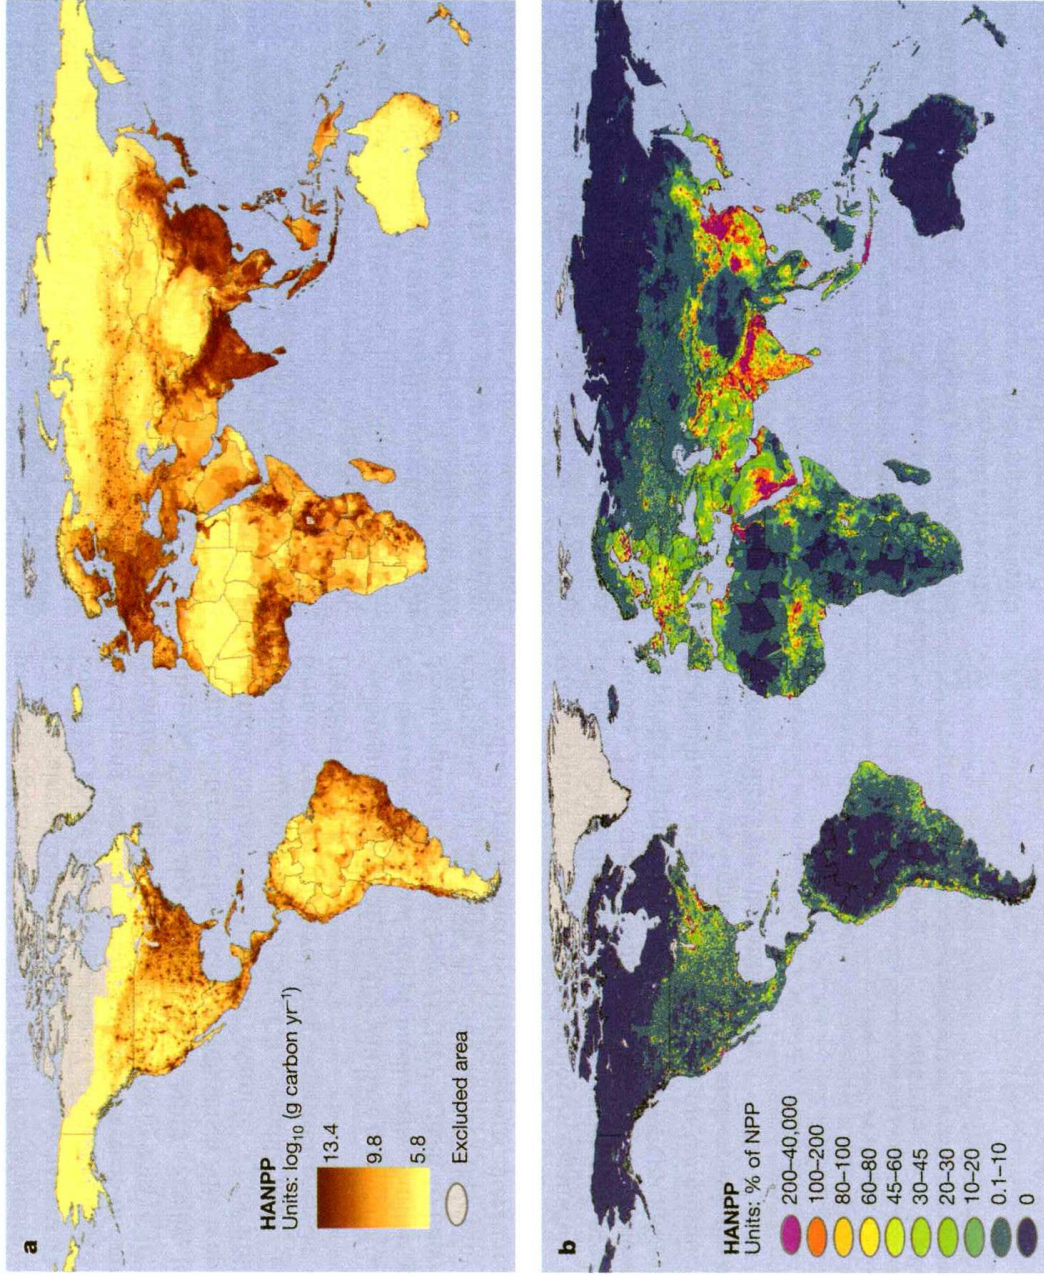 a
HANPP
Units: log₁₀ (g carbon yr⁻¹)
13.4
9.8
5.8
Excluded area
b
HANPP
Units: % of NPP
200–40,000
100–200
80–100
60–80
45–60
30–45
20–30
10–20
0.1–10
0